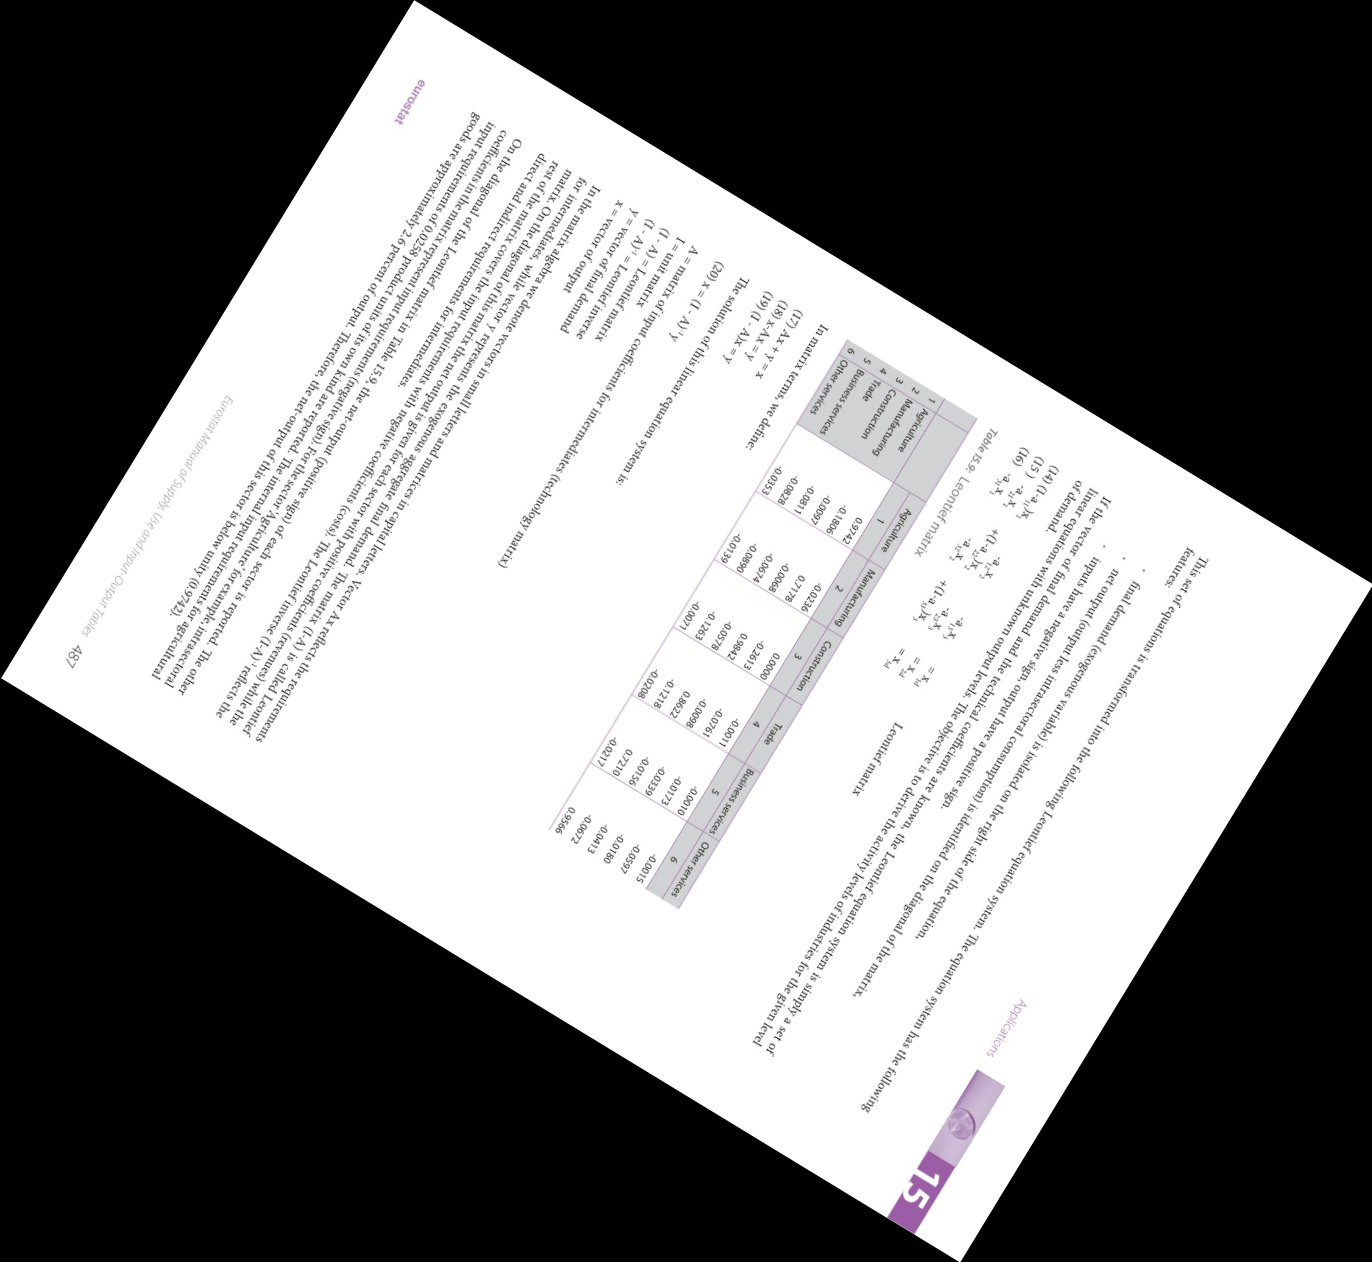 Applications
15
This set of equations is transformed into the following Leontief equation system. The equation system has the following
features:
• final demand (exogenous variable) is isolated on the right side of the equation,
• net output (output less intrasectoral consumption) is identified on the diagonal of the matrix,
• inputs have a negative sign, output have a positive sign.
If the vector of final demand and the technical coefficients are known, the Leontief equation system is simply a set of
linear equations with unknown output levels. The objective is to derive the activity levels of industries for the given level
of demand.
(14) (1-a₁₁)x₁ -a₁₂x₂ -a₁₃x₃ = x₁₄
(15) -a₂₁x₁ +(1-a₂₂)x₂ -a₂₃x₃ = x₂₄ Leontief matrix
(16) -a₃₁x₁ -a₃₂x₂ +(1-a₃₃)x₃ = x₃₄
Table 15.9: Leontief matrix
Agriculture Manufacturing Construction Trade Business services Other services
1 2 3 4 5 6
1 Agriculture 0.9742 -0.0236 0.0000 -0.0011 -0.0010 -0.0015
2 Manufacturing -0.1806 0.7178 -0.2613 -0.0761 -0.0173 -0.0597
3 Construction -0.0097 -0.0068 0.9842 -0.0098 -0.0339 -0.0180
4 Trade -0.0811 -0.0674 -0.0578 0.8622 -0.0156 -0.0413
5 Business services -0.0828 -0.0890 -0.1263 -0.1218 0.7210 -0.0672
6 Other services -0.0353 -0.0139 -0.0071 -0.0208 -0.0217 0.9566
In matrix terms, we define:
(17) Ax + y = x
(18) x-Ax = y
(19) (I - A)x = y
The solution of this linear equation system is:
(20) x = (I - A)⁻¹ y
A = matrix of input coefficients for intermediates (technology matrix)
I = unit matrix
(I - A) = Leontief matrix
(I - A)⁻¹ = Leontief inverse
y = vector of final demand
x = vector of output
In the matrix algebra we denote vectors in small letters and matrices in capital letters. Vector Ax reflects the requirements
for intermediates, while vector y represents the exogenous aggregate final demand. The matrix (I-A) is called Leontief
matrix. On the diagonal of this matrix the net output is given for each sector with positive coefficients (revenues) while the
rest of the matrix covers the input requirements with negative coefficients (costs). The Leontief inverse (I-A)⁻¹ reflects the
direct and indirect requirements for intermediates.
On the diagonal of the Leontief matrix in Table 15.9, the net-output (positive sign) of each sector is reported. The other
coefficients in the matrix represent input requirements (negative sign). For the sector 'Agriculture' for example, intrasectoral
input requirements of 0.0258 product units of its own kind are reported. The internal input requirements for agricultural
goods are approximately 2.6 percent of output. Therefore, the net-output of this sector is below unity (0.9742).
eurostat
Eurostat Manual of Supply, Use and Input-Output Tables
487